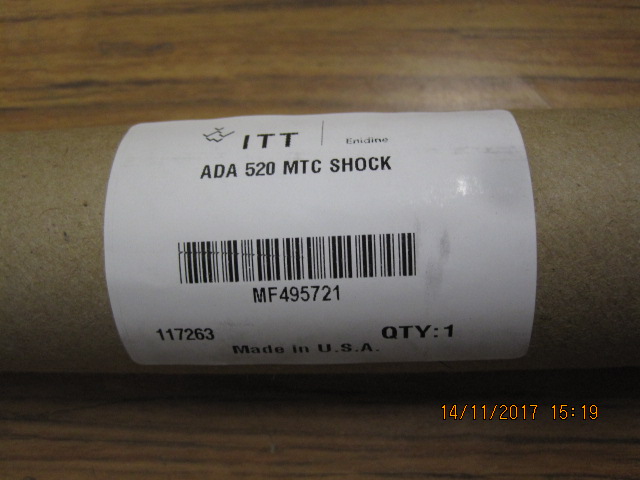 ITT | Enidine
ADA 520 MTC SHOCK
MF495721
117263 QTY:1
Made in U.S.A.
14/11/2017 15:19